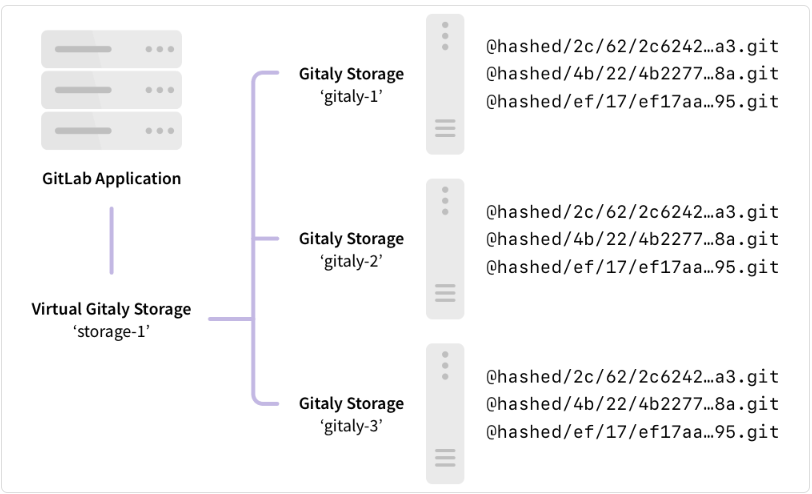 GitLab Application
Virtual Gitaly Storage
‘storage-1’
Gitaly Storage
‘gitaly-1’
@hashed/2c/62/2c6242…a3.git
@hashed/4b/22/4b2277…8a.git
@hashed/ef/17/ef17aa…95.git
Gitaly Storage
‘gitaly-2’
@hashed/2c/62/2c6242…a3.git
@hashed/4b/22/4b2277…8a.git
@hashed/ef/17/ef17aa…95.git
Gitaly Storage
‘gitaly-3’
@hashed/2c/62/2c6242…a3.git
@hashed/4b/22/4b2277…8a.git
@hashed/ef/17/ef17aa…95.git